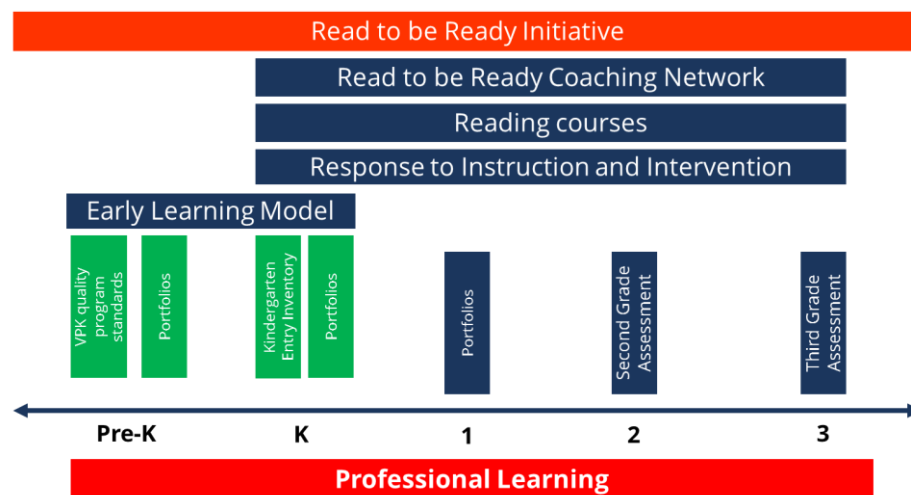 Read to be Ready Initiative
Read to be Ready Coaching Network
Reading courses
Response to Instruction and Intervention
Early Learning Model
VPK quality
program
standards
Portfolios
Kindergarten
Entry Inventory
Portfolios
Portfolios
Second Grade
Assessment
Third Grade
Assessment
Pre-K
K
1
2
3
Professional Learning